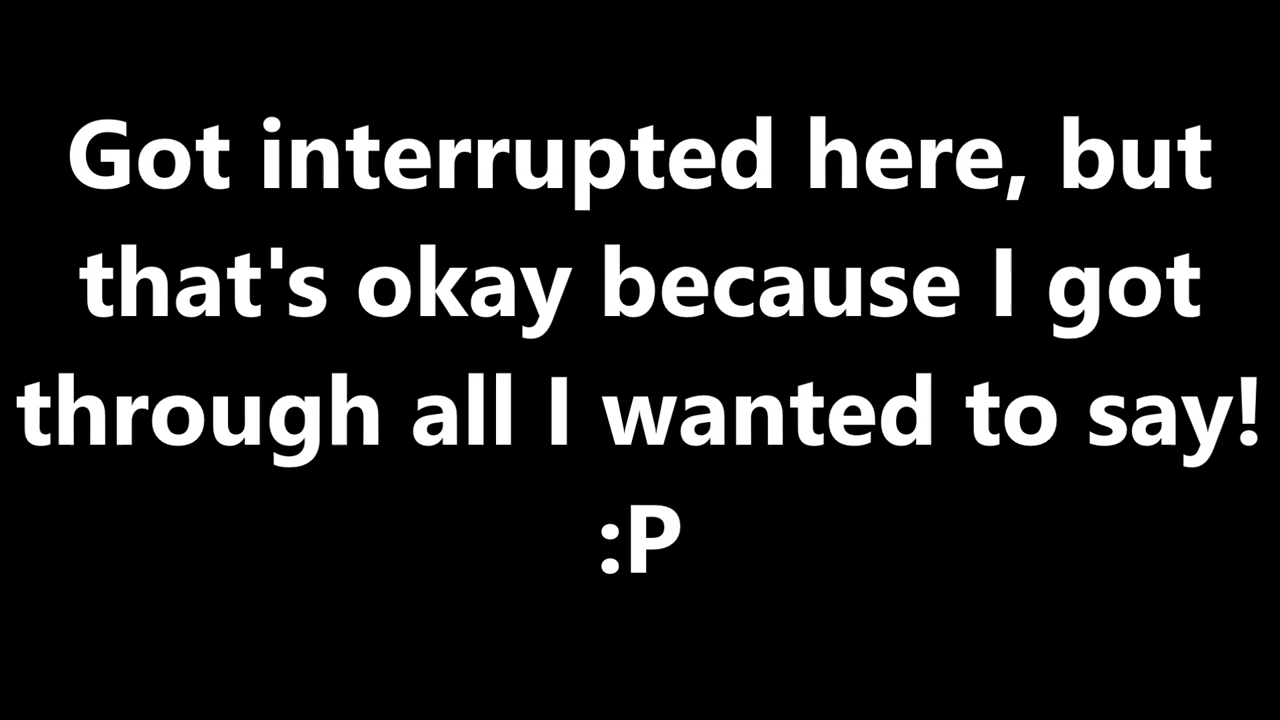 Got interrupted here, but
that's okay because I got
through all I wanted to say!
:P